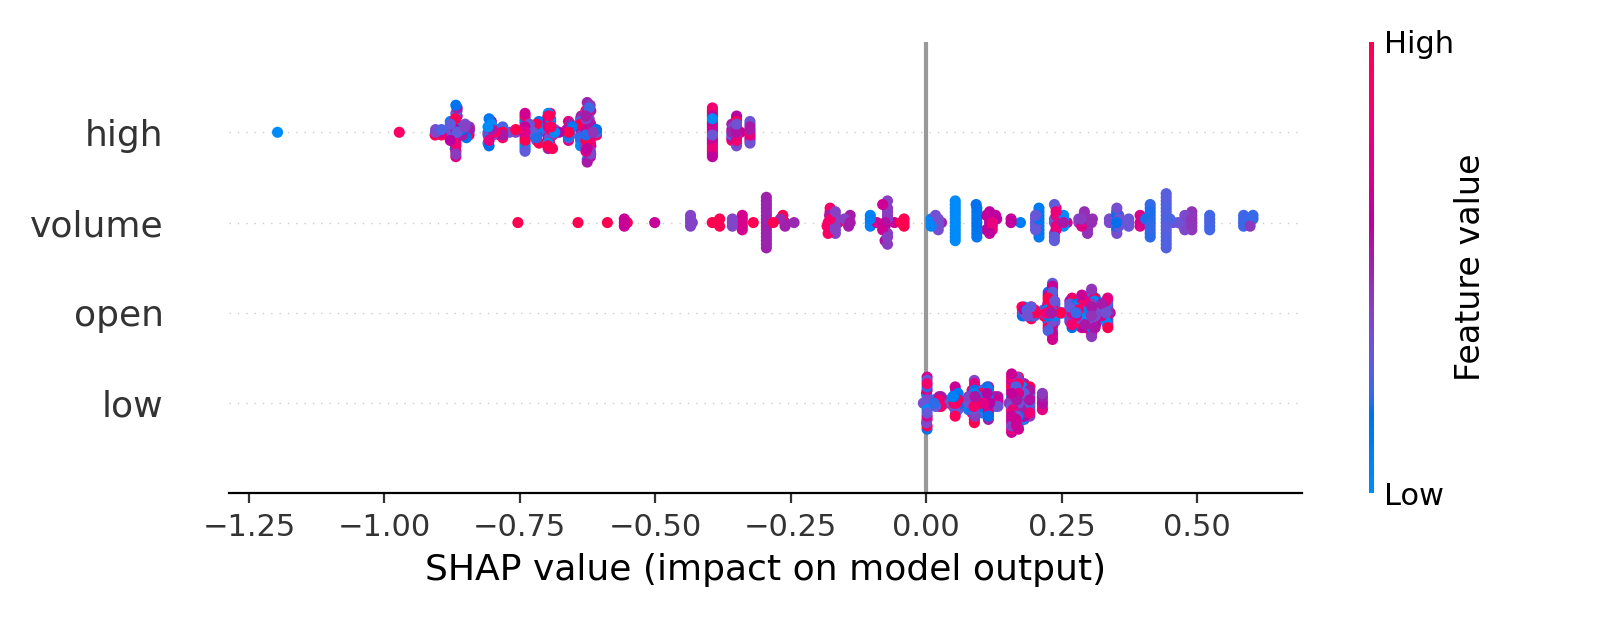 High
high
volume
open
low
Feature value
Low
−1.25 −1.00 −0.75 −0.50 −0.25 0.00 0.25 0.50
SHAP value (impact on model output)